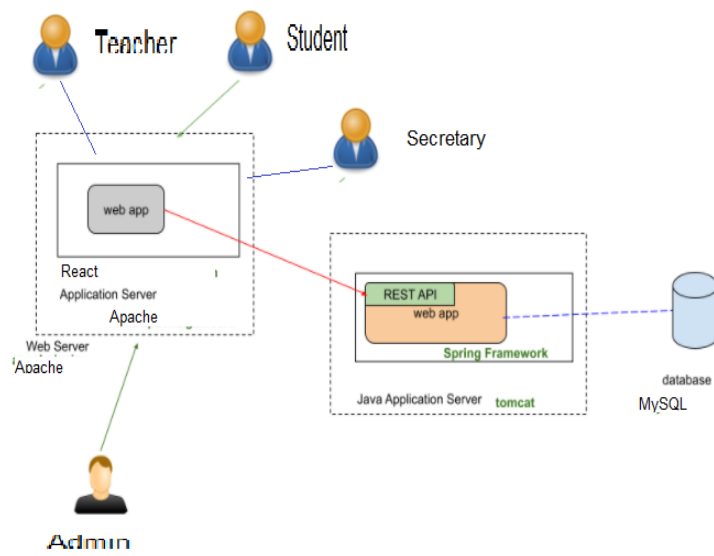 Teacher
Student
Secretary
web app
React
Application Server
Apache
Web Server
Apache
REST API
web app
Spring Framework
Java Application Server tomcat
database
MySQL
Admin